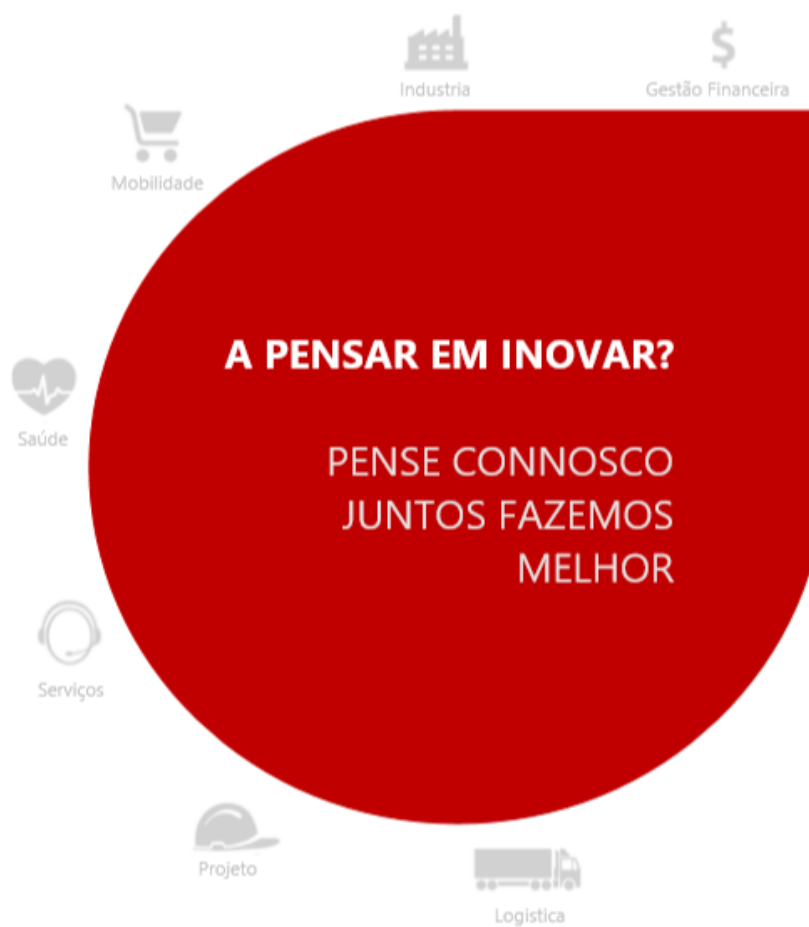 Industria
Gestão Financeira
Mobilidade
A PENSAR EM INOVAR?
Saúde
PENSE CONNOSCO
JUNTOS FAZEMOS
MELHOR
Serviços
Projeto
Logistica